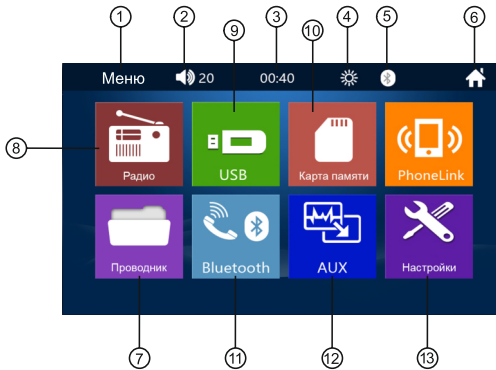 1 2 9 3 10 4 5 6
Меню 20 00:40
8
Радио USB Карта памяти PhoneLink
Проводник Bluetooth AUX Настройки
7 11 12 13